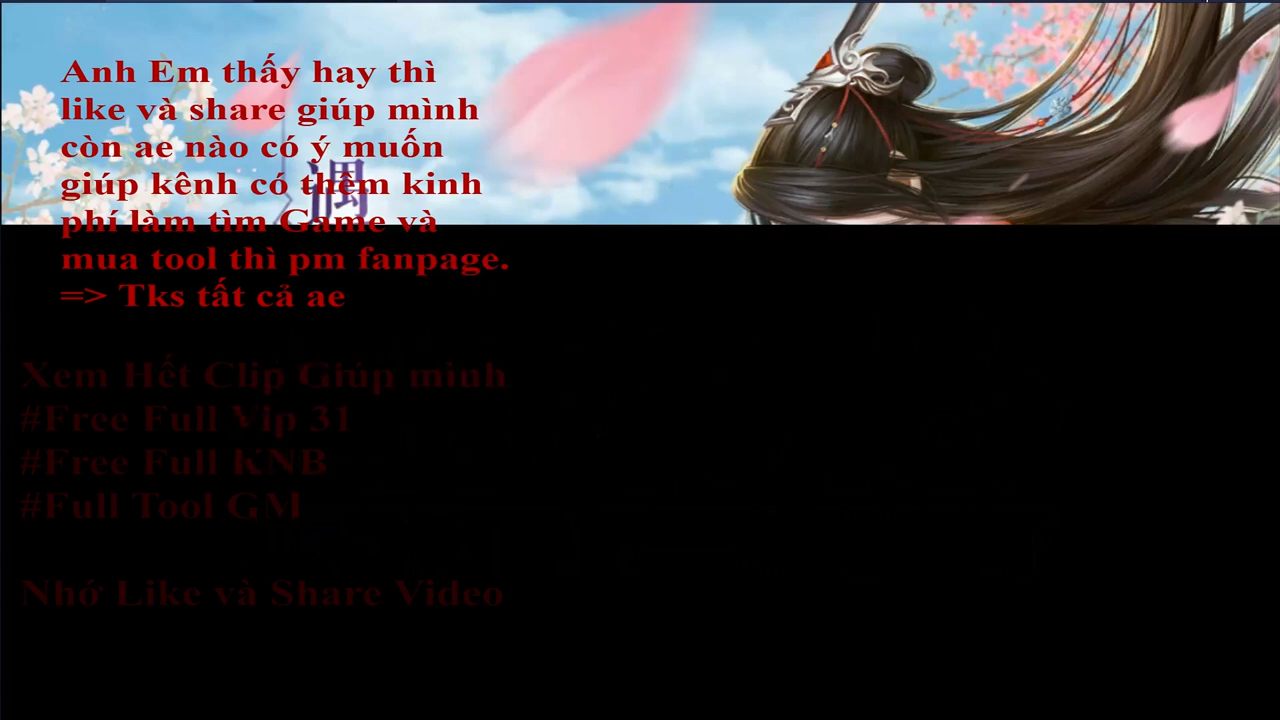 Anh Em thấy hay thì
like và share giúp mình
còn ae nào có ý muốn
giúp kênh có thêm kinh
phí làm tìm Game và
mua tool thì pm fanpage.
=> Tks tất cả ae
遇
Xem Hết Clip Giúp mình
#Free Full Vip 31
#Free Full KNB
#Full Tool GM
Nhớ Like và Share Video